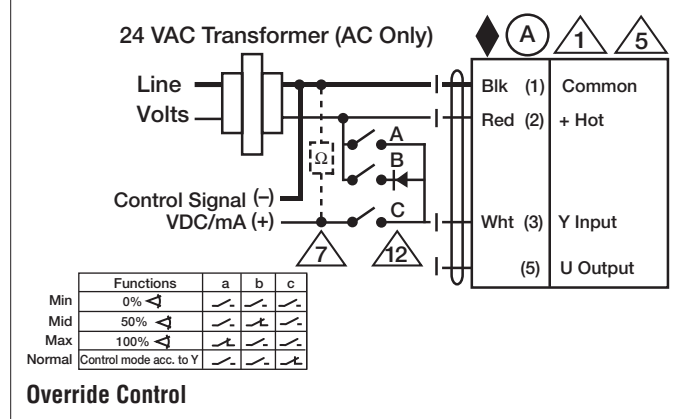 24 VAC Transformer (AC Only)
A 1 5
Line
Volts
Blk (1) Common
Red (2) + Hot
A
B
Ω
Control Signal (–)
VDC/mA (+)
C
Wht (3) Y Input
7 12
(5) U Output
Functions a b c
Min 0%
Mid 50%
Max 100%
Normal Control mode acc. to Y
Override Control